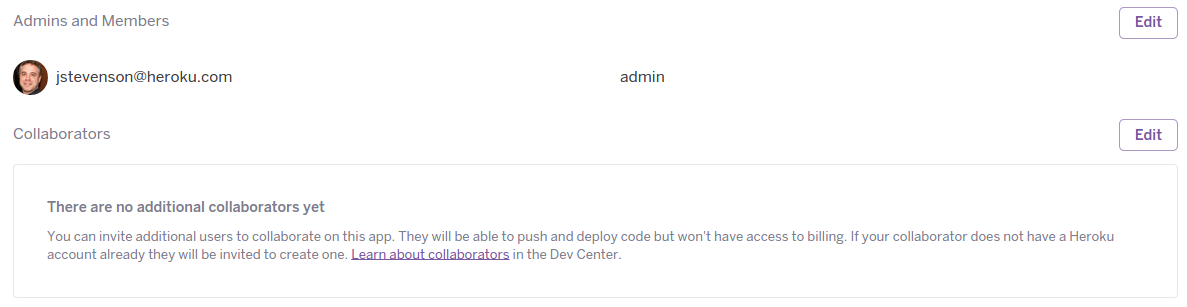 Admins and Members
Edit
jstevenson@heroku.com admin
Collaborators
Edit
There are no additional collaborators yet
You can invite additional users to collaborate on this app. They will be able to push and deploy code but won't have access to billing. If your collaborator does not have a Heroku
account already they will be invited to create one. Learn about collaborators in the Dev Center.